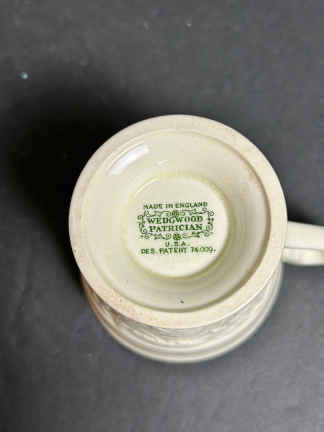 MADE IN ENGLAND
WEDGWOOD
PATRICIAN
U.S.A.
DES. PATENT 74,009.